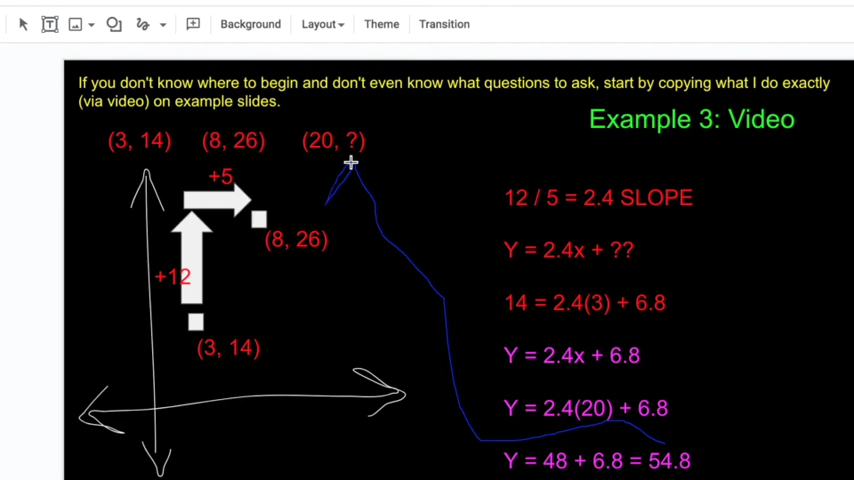 Background Layout Theme Transition
If you don't know where to begin and don't even know what questions to ask, start by copying what I do exactly
(via video) on example slides.
Example 3: Video
(3, 14) (8, 26) (20, ?)
+5
12 / 5 = 2.4 SLOPE
(8, 26)
Y = 2.4x + ??
+12
14 = 2.4(3) + 6.8
(3, 14)
Y = 2.4x + 6.8
Y = 2.4(20) + 6.8
Y = 48 + 6.8 = 54.8